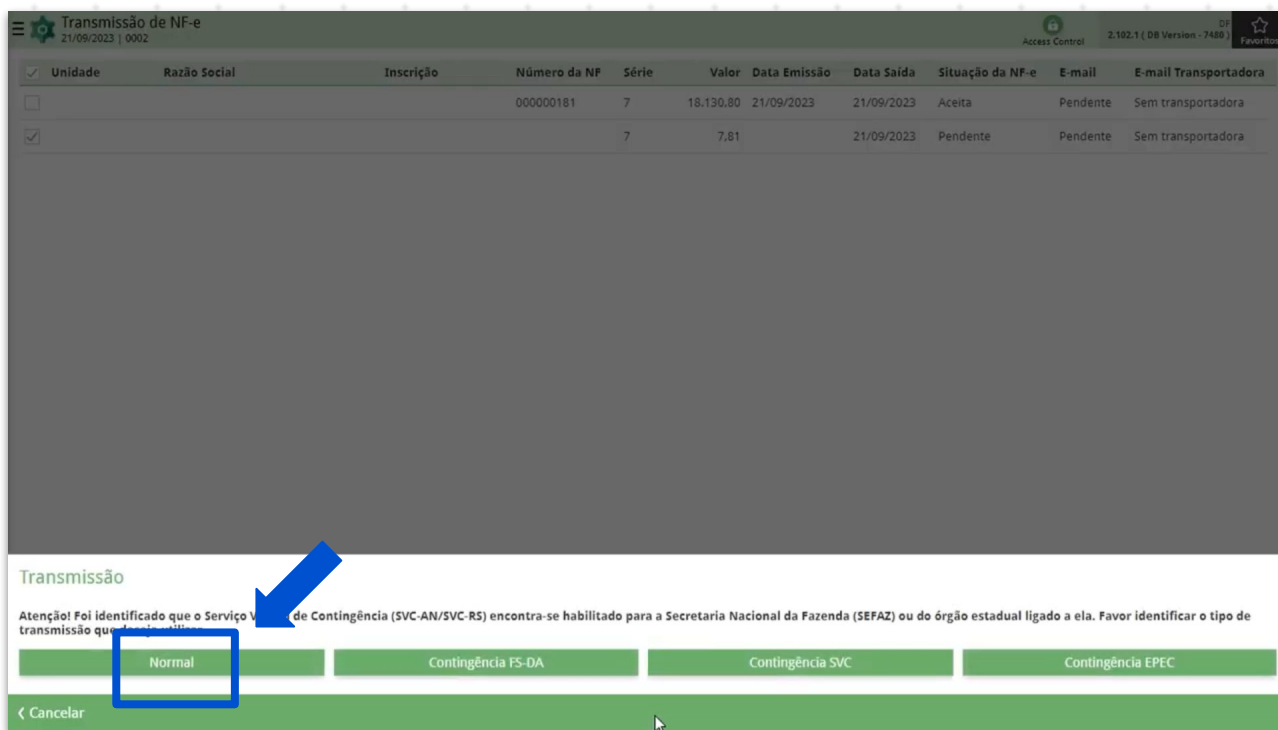 Transmissão de NF-e
21/09/2023 | 0002
Access Control
DF
2.102.1 ( DB Version - 7480 )
Favoritos
Unidade Razão Social Inscrição Número da NF Série Valor Data Emissão Data Saída Situação da NF-e E-mail E-mail Transportadora
000000181 7 18.130,80 21/09/2023 21/09/2023 Aceita Pendente Sem transportadora
7 7,81 21/09/2023 Pendente Pendente Sem transportadora
Transmissão
Atenção! Foi identificado que o Serviço de Contingência (SVC-AN/SVC-RS) encontra-se habilitado para a Secretaria Nacional da Fazenda (SEFAZ) ou do órgão estadual ligado a ela. Favor identificar o tipo de
transmissão que
Normal Contingência FS-DA Contingência SVC Contingência EPEC
Cancelar